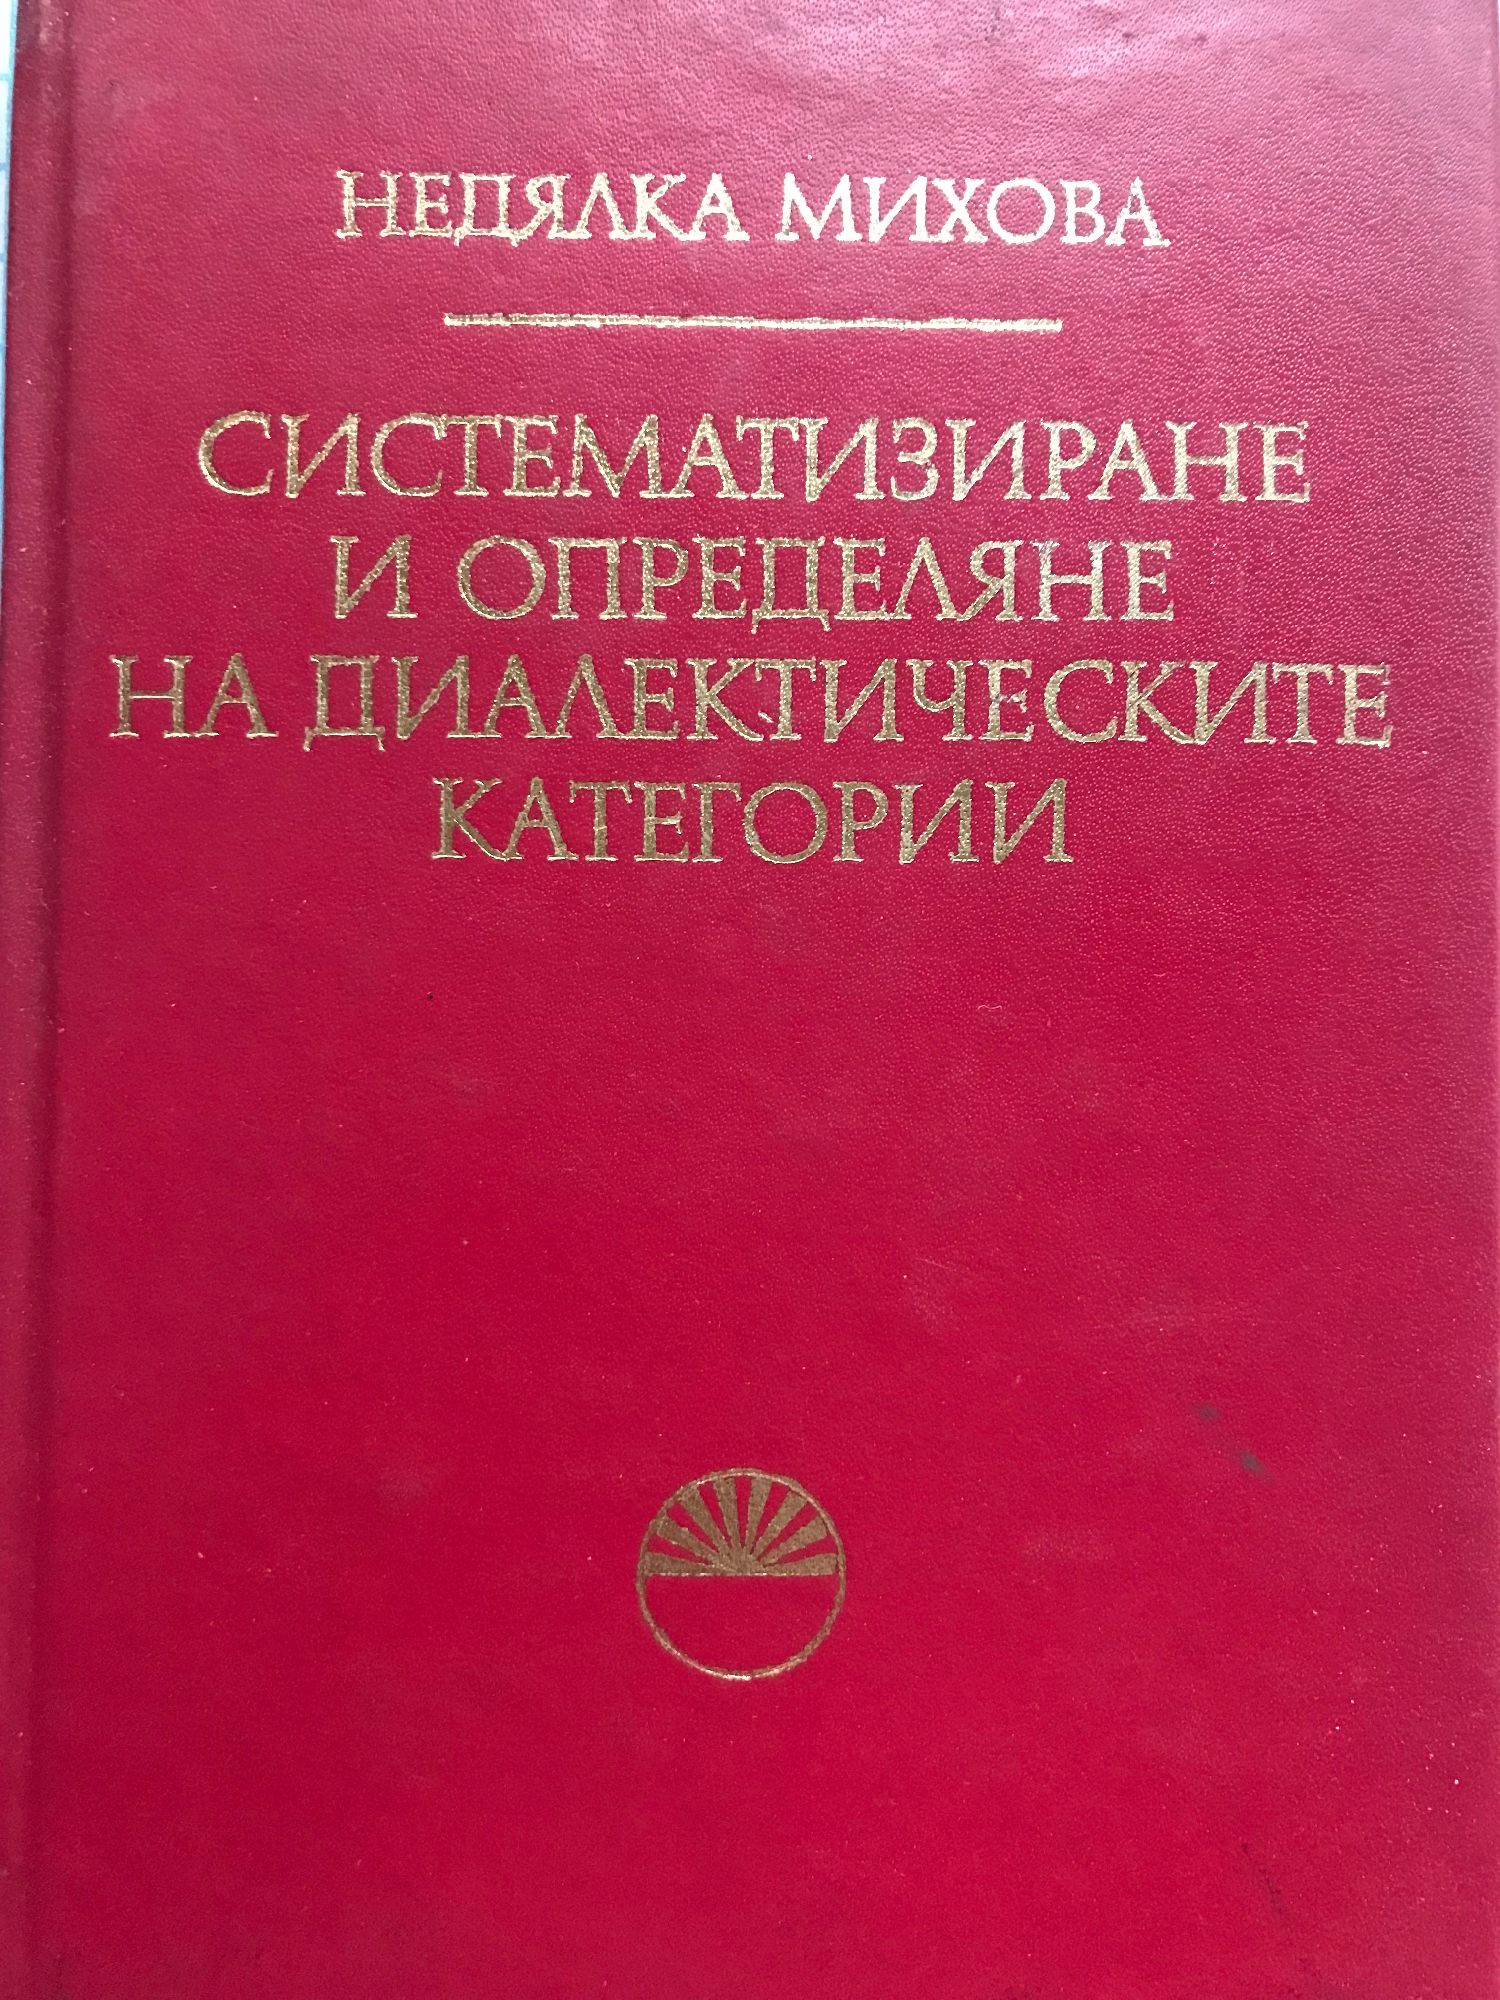 НЕДЯЛКА МИХОВА
СИСТЕМАТИЗИРАНЕ
И ОПРЕДЕЛЯНЕ
НА ДИАЛЕКТИЧЕСКИТЕ
КАТЕГОРИИ